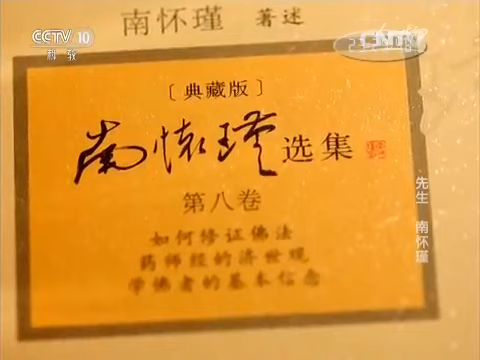 CCTV 10
科教
南怀瑾 著述
CNTV
〔典藏版〕
南懷瑾选集
第八卷
如何修证佛法
药师经的济世观
学佛者的基本信念
先生 南怀瑾